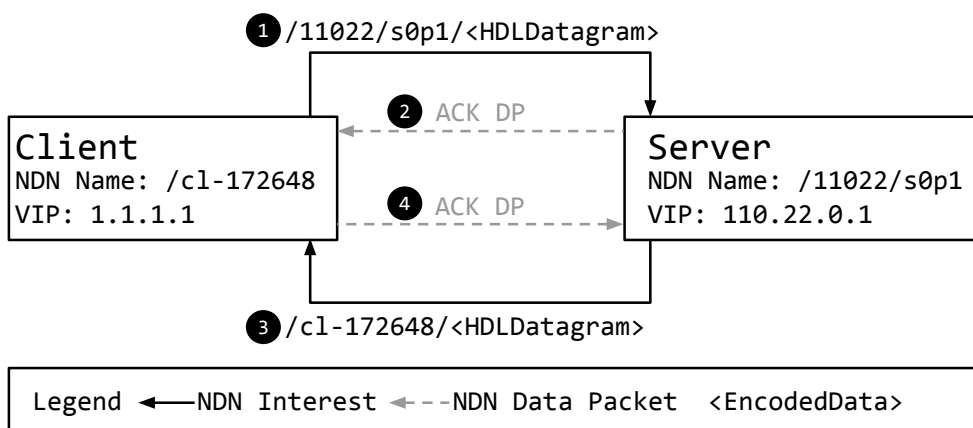 1 /11022/s0p1/<HDLDatagram>
2 ACK DP
Client
NDN Name: /cl-172648
VIP: 1.1.1.1
Server
NDN Name: /11022/s0p1
VIP: 110.22.0.1
4 ACK DP
3 /cl-172648/<HDLDatagram>
Legend NDN Interest NDN Data Packet <EncodedData>